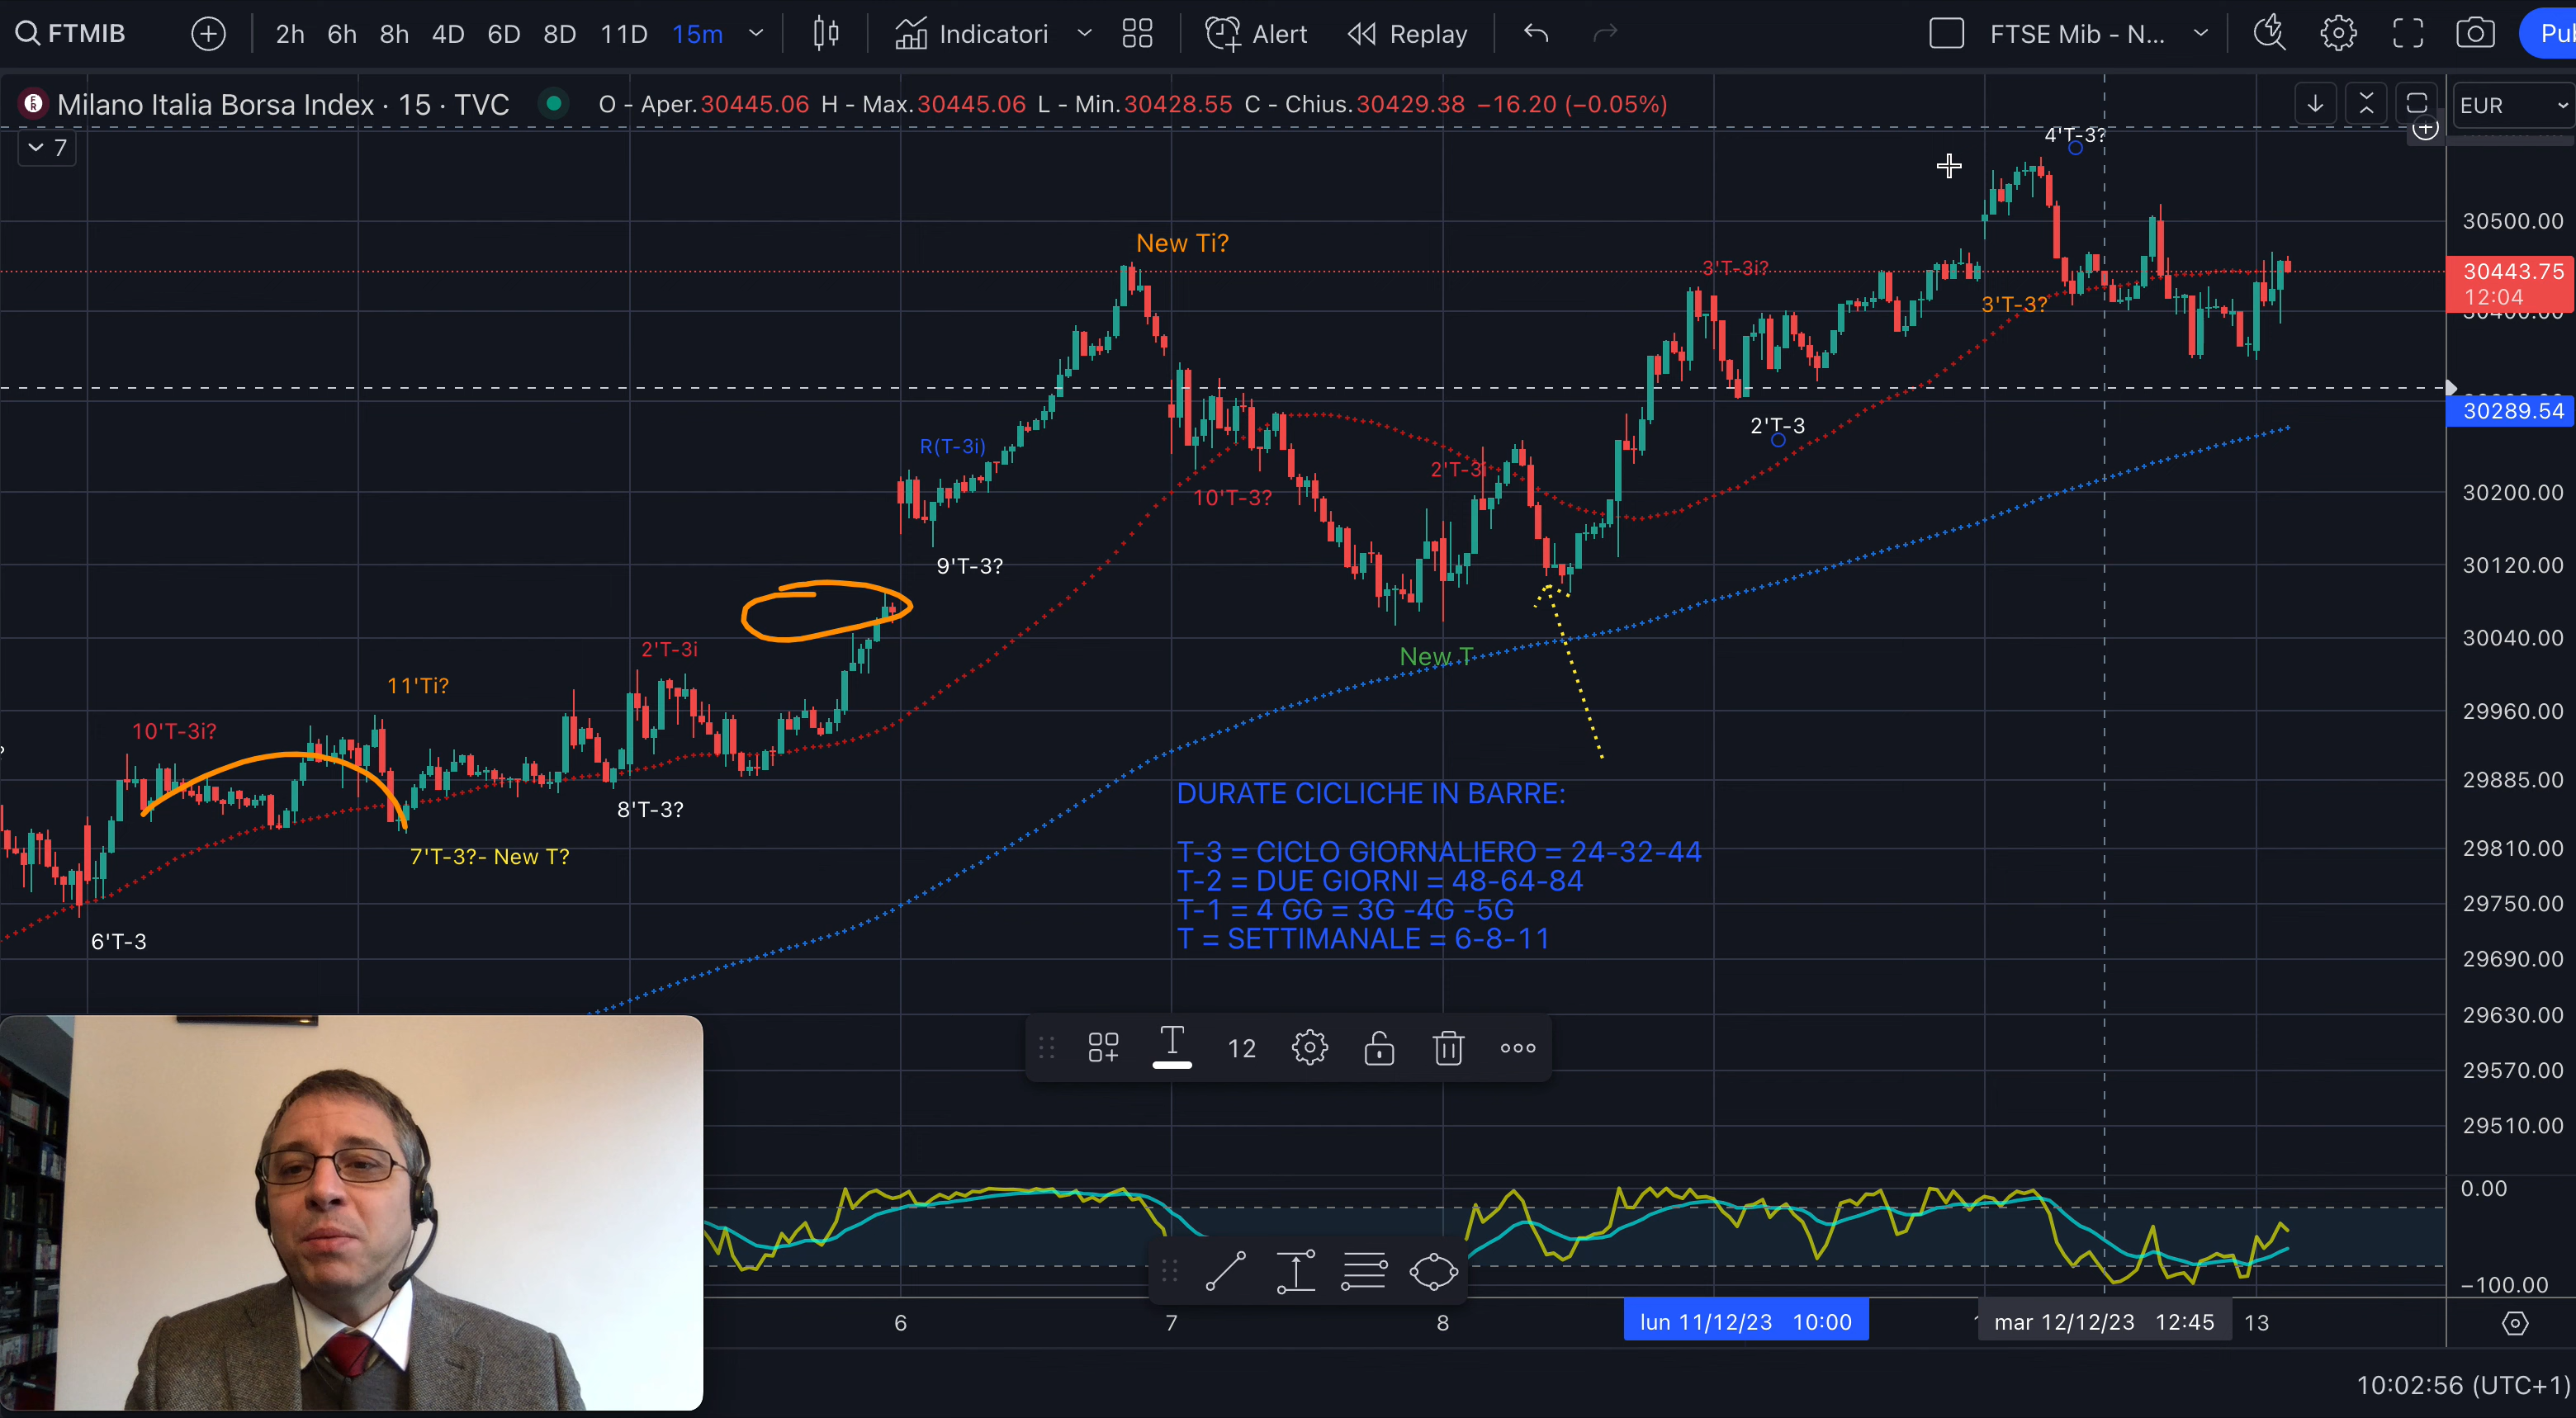 FTMIB
2h 6h 8h 4D 6D 8D 11D 15m
Indicatori
Alert
Replay
FTSE Mib - N...
Milano Italia Borsa Index · 15 · TVC
O - Aper.30445.06 H - Max.30445.06 L - Min.30428.55 C - Chius.30429.38 −16.20 (−0.05%)
EUR
7
4'T-3?
30500.00
New Ti?
3'T-3i?
30443.75
12:04
3'T-3?
30289.54
2'T-3
R(T-3i)
2'T-3i
10'T-3?
30200.00
9'T-3?
30120.00
30040.00
2'T-3i
New T
11'Ti?
29960.00
10'T-3i?
29885.00
DURATE CICLICHE IN BARRE:
8'T-3?
7'T-3?- New T?
29810.00
T-3 = CICLO GIORNALIERO = 24-32-44
T-2 = DUE GIORNI = 48-64-84
T-1 = 4 GG = 3G -4G -5G
T = SETTIMANALE = 6-8-11
29750.00
6'T-3
29690.00
29630.00
12
29570.00
29510.00
0.00
−100.00
6 7 8
lun 11/12/23 10:00
mar 12/12/23 12:45
13
10:02:56 (UTC+1)